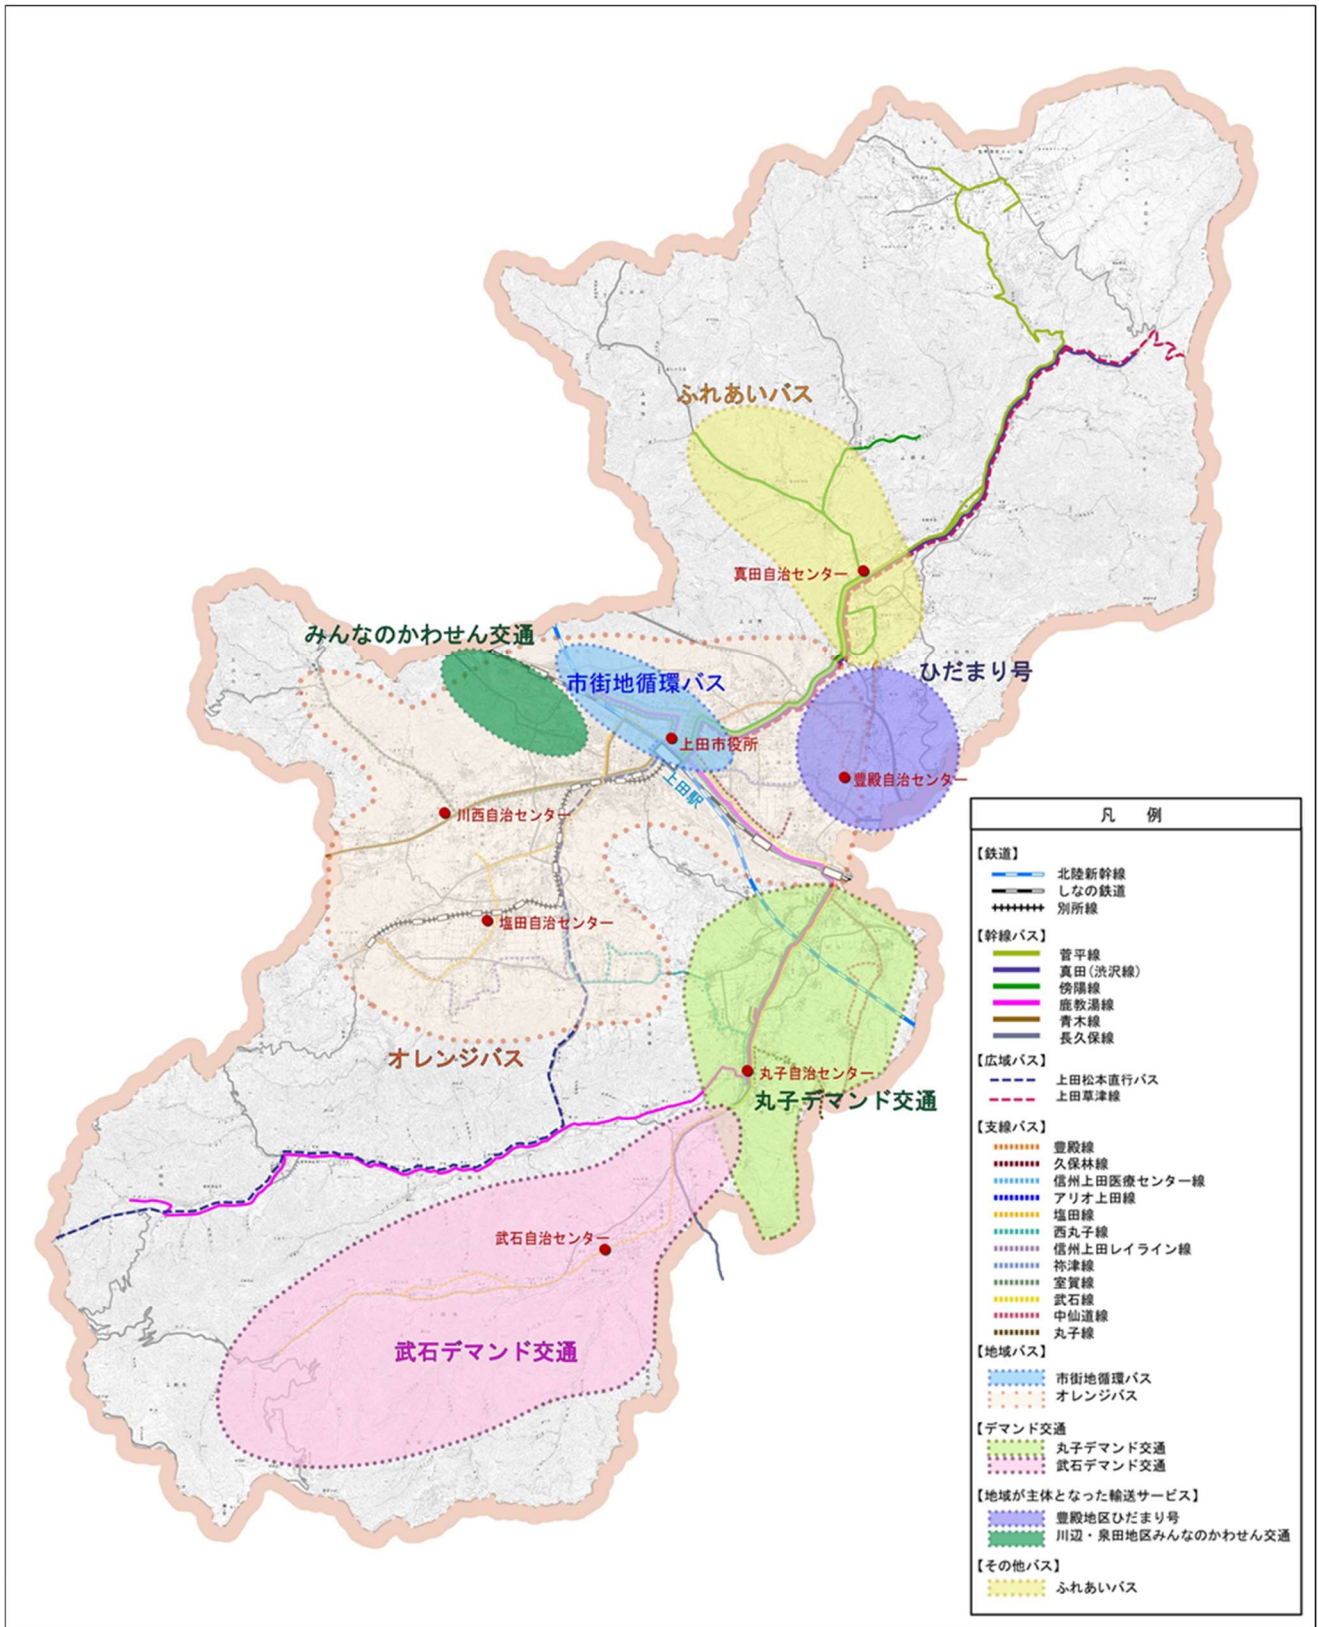 ふれあいバス
真田自治センター
みんなのかわせん交通
市街地循環バス
ひだまり号
上田市役所
上田駅
豊殿自治センター
川西自治センター
塩田自治センター
オレンジバス
丸子自治センター
丸子デマンド交通
武石自治センター
武石デマンド交通
凡 例
【鉄道】
北陸新幹線
しなの鉄道
別所線
【幹線バス】
菅平線
真田(渋沢線)
傍陽線
鹿教湯線
青木線
長久保線
【広域バス】
上田松本直行バス
上田草津線
【支線バス】
豊殿線
久保林線
信州上田医療センター線
アリオ上田線
塩田線
西丸子線
信州上田レイライン線
祢津線
室賀線
武石線
中仙道線
丸子線
【地域バス】
市街地循環バス
オレンジバス
【デマンド交通】
丸子デマンド交通
武石デマンド交通
【地域が主体となった輸送サービス】
豊殿地区ひだまり号
川辺・泉田地区みんなのかわせん交通
【その他バス】
ふれあいバス